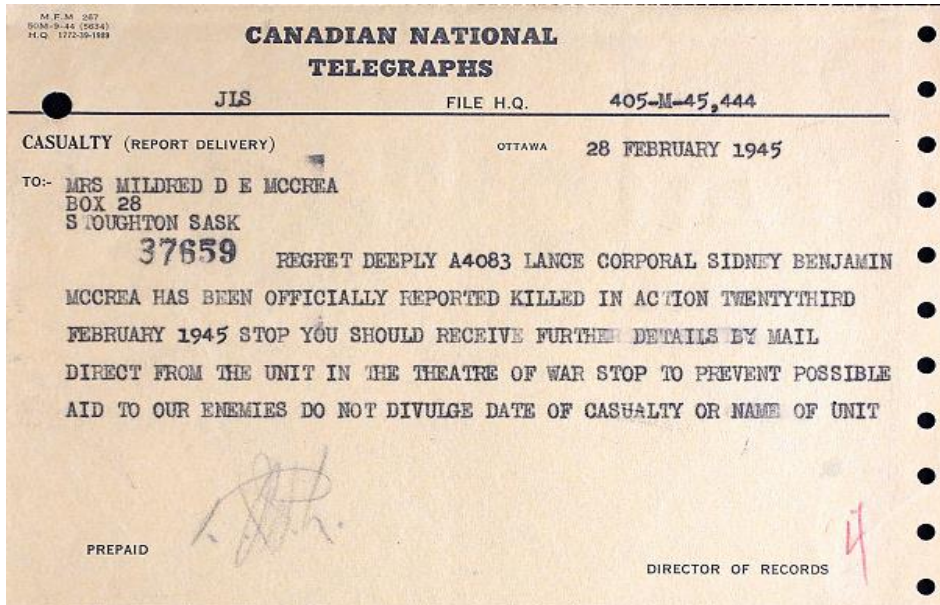 M.F.M 267
50M-9-44 (5634)
H.Q. 1772-39-1989
CANADIAN NATIONAL
TELEGRAPHS
JLS FILE H.Q. 405-M-45,444
CASUALTY (REPORT DELIVERY) OTTAWA 28 FEBRUARY 1945
TO:- MRS MILDRED D E MCCREA
BOX 28
STOUGHTON SASK
37659 REGRET DEEPLY A4083 LANCE CORPORAL SIDNEY BENJAMIN
MCCREA HAS BEEN OFFICIALLY REPORTED KILLED IN ACTION TWENTYTHIRD
FEBRUARY 1945 STOP YOU SHOULD RECEIVE FURTHER DETAILS BY MAIL
DIRECT FROM THE UNIT IN THE THEATRE OF WAR STOP TO PREVENT POSSIBLE
AID TO OUR ENEMIES DO NOT DIVULGE DATE OF CASUALTY OR NAME OF UNIT
PREPAID
DIRECTOR OF RECORDS